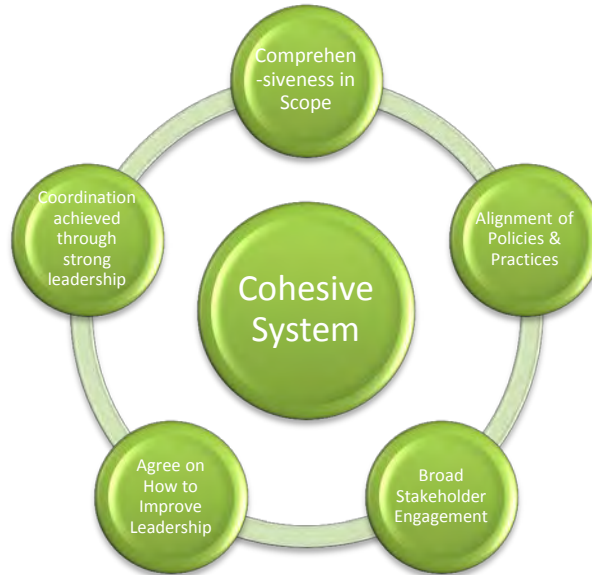 Comprehen
-siveness in
Scope
Coordination
achieved
through
strong
leadership
Alignment of
Policies &
Practices
Cohesive
System
Agree on
How to
Improve
Leadership
Broad
Stakeholder
Engagement